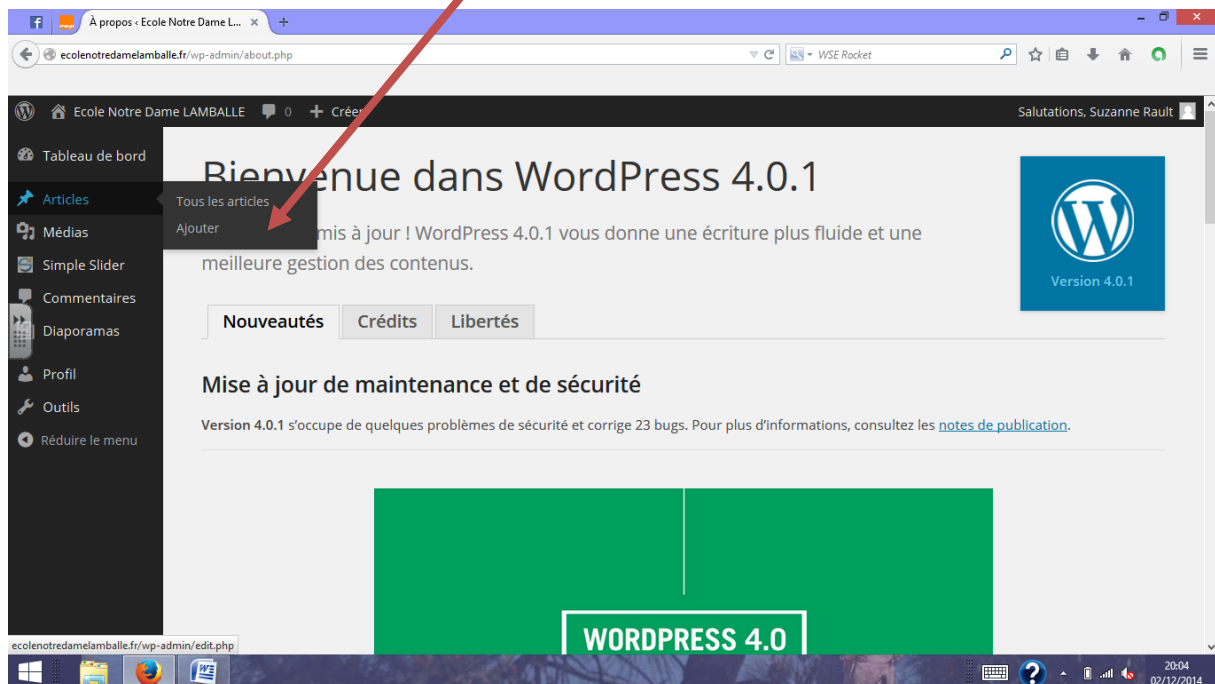 À propos ‹ Ecole Notre Dame L...
ecolenotredamelamballe.fr/wp-admin/about.php
WSE Rocket
Ecole Notre Dame LAMBALLE 0 + Créer
Salutations, Suzanne Rault
Tableau de bord
Articles
Médias
Simple Slider
Commentaires
Diaporamas
Profil
Outils
Réduire le menu
Tous les articles
Ajouter
Bienvenue dans WordPress 4.0.1
mis à jour ! WordPress 4.0.1 vous donne une écriture plus fluide et une
meilleure gestion des contenus.
Version 4.0.1
Nouveautés Crédits Libertés
Mise à jour de maintenance et de sécurité
Version 4.0.1 s’occupe de quelques problèmes de sécurité et corrige 23 bugs. Pour plus d’informations, consultez les notes de publication.
WORDPRESS 4.0
ecolenotredamelamballe.fr/wp-admin/edit.php
20:04
02/12/2014